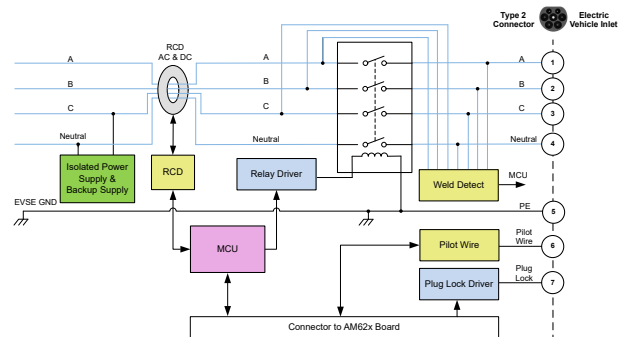 Type 2
Connector
Electric
Vehicle Inlet
RCD
AC & DC
A
A
A
1
B
B
B
2
C
C
C
3
Neutral
Neutral
Neutral
4
Isolated Power
Supply &
Backup Supply
RCD
Relay Driver
Weld Detect
MCU
EVSE GND
PE
5
MCU
Pilot Wire
Pilot
Wire
6
Plug Lock Driver
Plug
Lock
7
Connector to AM62x Board